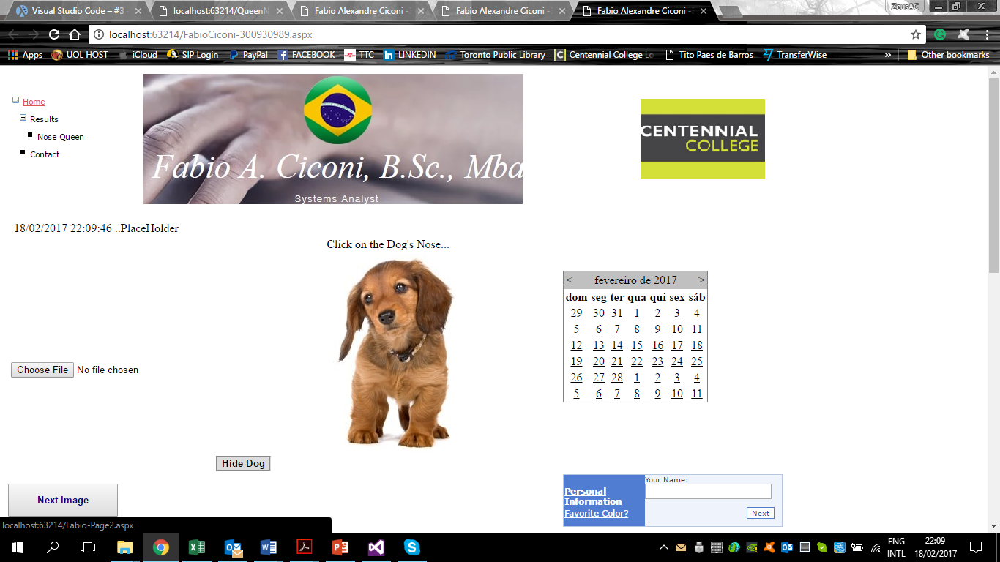 Visual Studio Code – #3
localhost:63214/QueenN
Fabio Alexandre Ciconi -
Fabio Alexandre Ciconi -
Fabio Alexandre Ciconi -
ZeusAC
localhost:63214/FabioCiconi-300930989.aspx
Apps
UOL HOST
iCloud
SIP Login
PayPal
FACEBOOK
TTC
LINKEDIN
Toronto Public Library
Centennial College Lo
Tito Paes de Barros
TransferWise
»
Other bookmarks
Home
Results
Nose Queen
Contact
Fabio A. Ciconi, B.Sc., Mba
Systems Analyst
CENTENNIAL
COLLEGE
18/02/2017 22:09:46 ..PlaceHolder
Click on the Dog's Nose...
< fevereiro de 2017 >
dom seg ter qua qui sex sáb
29 30 31 1 2 3 4
5 6 7 8 9 10 11
12 13 14 15 16 17 18
19 20 21 22 23 24 25
26 27 28 1 2 3 4
5 6 7 8 9 10 11
Choose File No file chosen
Hide Dog
Next Image
Personal
Information
Favorite Color?
Your Name:
Next
localhost:63214/Fabio-Page2.aspx
ENG
INTL
22:09
18/02/2017